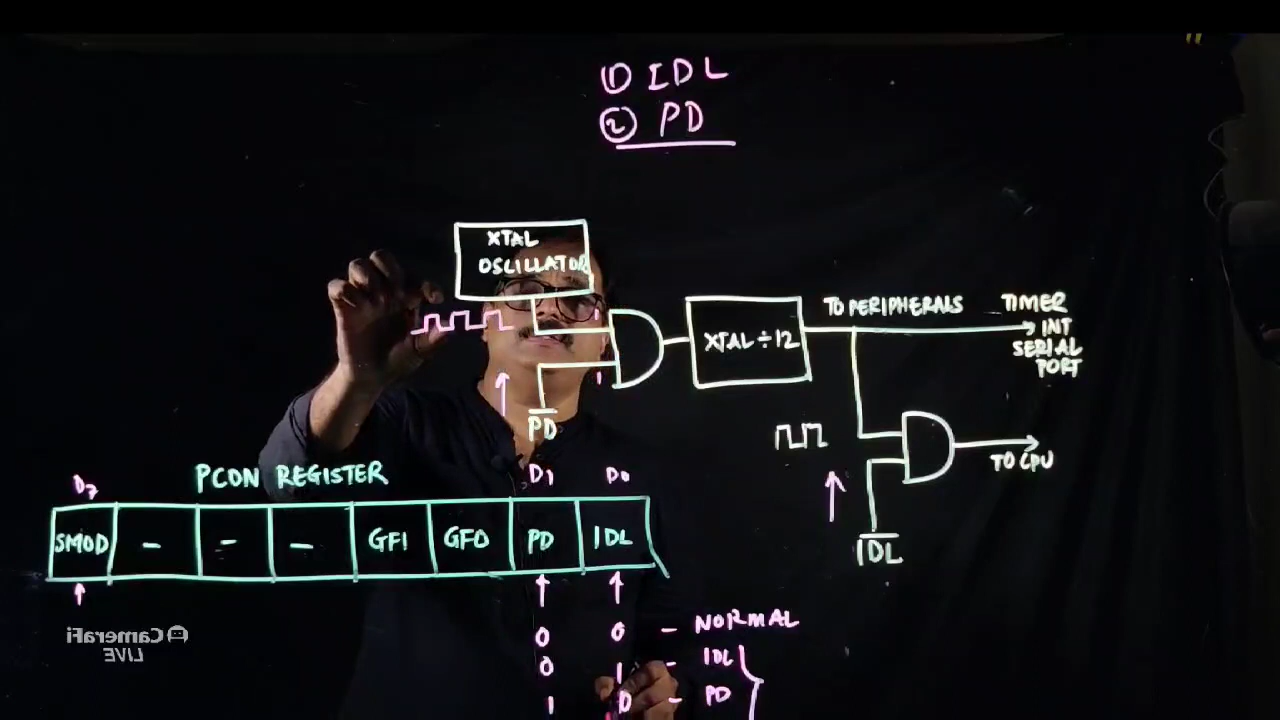 ① IDL
② PD
XTAL
OSCILLATOR
1
1
PD
XTAL ÷ 12
TO PERIPHERALS
TIMER
INT
SERIAL
PORT
TO CPU
IDL
PCON REGISTER
D7 D1 D0
SMOD - - - GF1 GF0 PD IDL
0 0 - NORMAL
0 1 - IDL
1 0 - PD
CameraFi
LIVE